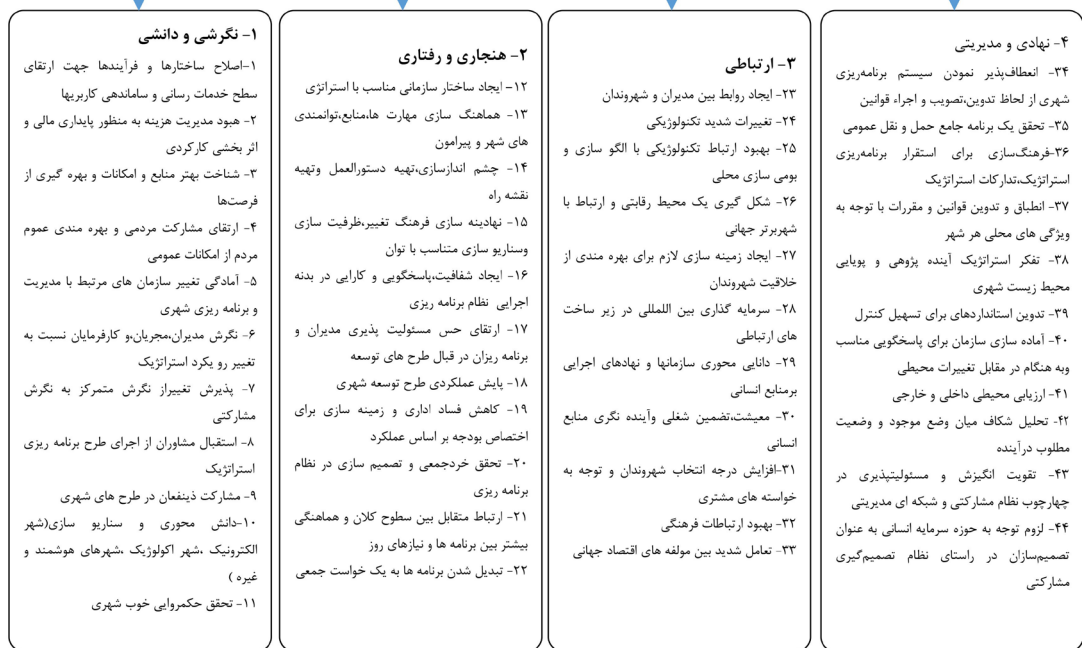 ۱- نگرشی و دانشی
۱-اصلاح ساختارها و فرآیندها جهت ارتقای
سطح خدمات رسانی و ساماندهی کاربریها
۲- هبود مدیریت هزینه به منظور پایداری مالی و
اثر بخشی کارکردی
۳- شناخت بهتر منابع و امکانات و بهره گیری از
فرصت‌ها
۴- ارتقای مشارکت مردمی و بهره مندی عموم
مردم از امکانات عمومی
۵- آمادگی تغییر سازمان های مرتبط با مدیریت
و برنامه ریزی شهری
۶- نگرش مدیران،مجریان،و کارفرمایان نسبت به
تغییر رو یکرد استراتژیک
۷- پذیرش تغییراز نگرش متمرکز به نگرش
مشارکتی
۸- استقبال مشاوران از اجرای طرح برنامه ریزی
استراتژیک
۹- مشارکت ذینفعان در طرح های شهری
۱۰-دانش محوری و سناریو سازی(شهر
الکترونیک ،شهر اکولوژیک ،شهرهای هوشمند و
غیره )
۱۱- تحقق حکمروایی خوب شهری
۲- هنجاری و رفتاری
۱۲- ایجاد ساختار سازمانی مناسب با استراتژی
۱۳- هماهنگ سازی مهارت ها،منابع،توانمندی
های شهر و پیرامون
۱۴- چشم اندازسازی،تهیه دستورالعمل وتهیه
نقشه راه
۱۵- نهادینه سازی فرهنگ تغییر،ظرفیت سازی
وسناریو سازی متناسب با توان
۱۶- ایجاد شفافیت،پاسخگویی و کارایی در بدنه
اجرایی نظام برنامه ریزی
۱۷- ارتقای حس مسئولیت پذیری مدیران و
برنامه ریزان در قبال طرح های توسعه
۱۸- پایش عملکردی طرح توسعه شهری
۱۹- کاهش فساد اداری و زمینه سازی برای
اختصاص بودجه بر اساس عملکرد
۲۰- تحقق خردجمعی و تصمیم سازی در نظام
برنامه ریزی
۲۱- ارتباط متقابل بین سطوح کلان و هماهنگی
بیشتر بین برنامه ها و نیازهای روز
۲۲- تبدیل شدن برنامه ها به یک خواست جمعی
۳- ارتباطی
۲۳- ایجاد روابط بین مدیران و شهروندان
۲۴- تغییرات شدید تکنولوژیکی
۲۵- بهبود ارتباط تکنولوژیکی با الگو سازی و
بومی سازی محلی
۲۶- شکل گیری یک محیط رقابتی و ارتباط با
شهربرتر جهانی
۲۷- ایجاد زمینه سازی لازم برای بهره مندی از
خلاقیت شهروندان
۲۸- سرمایه گذاری بین اللمللی در زیر ساخت
های ارتباطی
۲۹- دانایی محوری سازمانها و نهادهای اجرایی
برمنابع انسانی
۳۰- معیشت،تضمین شغلی وآینده نگری منابع
انسانی
۳۱-افزایش درجه انتخاب شهروندان و توجه به
خواسته های مشتری
۳۲- بهبود ارتباطات فرهنگی
۳۳- تعامل شدید بین مولفه های اقتصاد جهانی
۴- نهادی و مدیریتی
۳۴- انعطاف‌پذیر نمودن سیستم برنامه‌ریزی
شهری از لحاظ تدوین،تصویب و اجراء قوانین
۳۵- تحقق یک برنامه جامع حمل و نقل عمومی
۳۶-فرهنگ‌سازی برای استقرار برنامه‌ریزی
استراتژیک،تدارکات استراتژیک
۳۷- انطباق و تدوین قوانین و مقررات با توجه به
ویژگی های محلی هر شهر
۳۸- تفکر استراتژیک آینده پژوهی و پویایی
محیط زیست شهری
۳۹- تدوین استانداردهای برای تسهیل کنترل
۴۰- آماده سازی سازمان برای پاسخگویی مناسب
وبه هنگام در مقابل تغییرات محیطی
۴۱- ارزیابی محیطی داخلی و خارجی
۴۲- تحلیل شکاف میان وضع موجود و وضعیت
مطلوب درآینده
۴۳- تقویت انگیزش و مسئولیتپذیری در
چهارچوب نظام مشارکتی و شبکه ای مدیریتی
۴۴- لزوم توجه به حوزه سرمایه انسانی به عنوان
تصمیم‌سازان در راستای نظام تصمیم‌گیری
مشارکتی